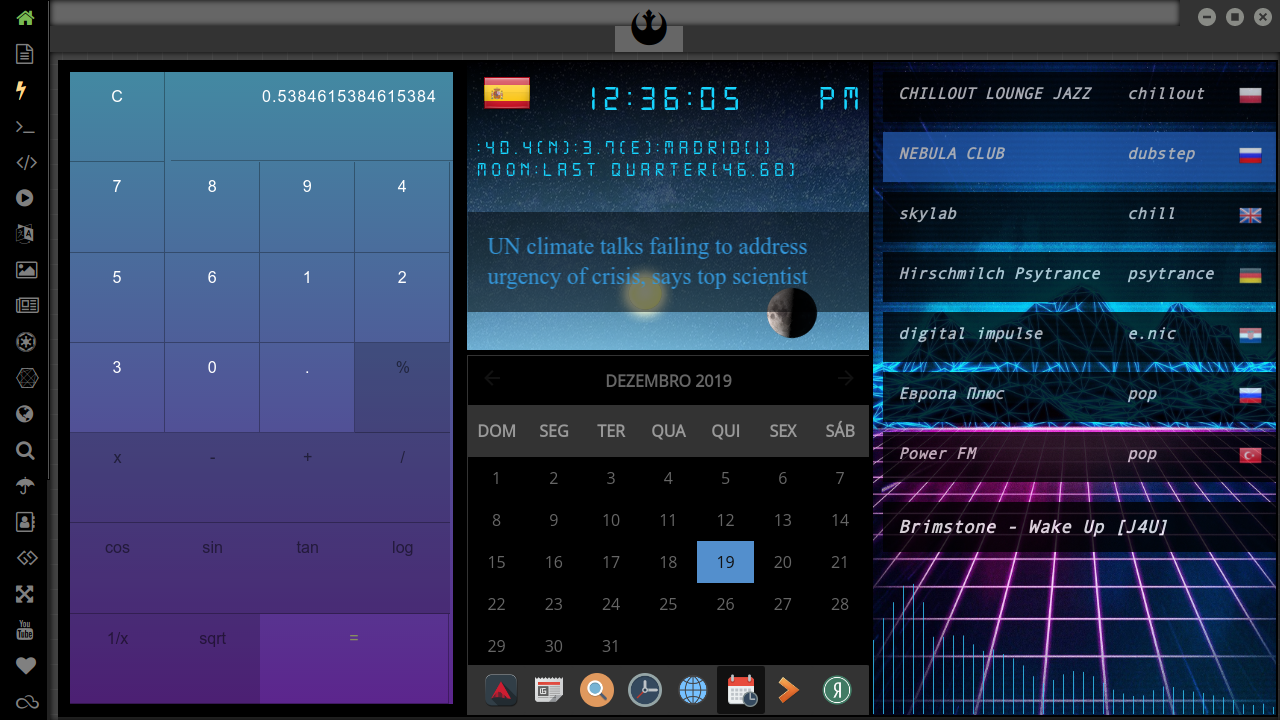 C 0.5384615384615384
7 8 9 4
5 6 1 2
3 0 . %
x - + /
cos sin tan log
1/x sqrt =
12:36:05 PM
:40.4(N):3.7(E):MADRID(1)
MOON:LAST QUARTER(46.68)
UN climate talks failing to address
urgency of crisis, says top scientist
DEZEMBRO 2019
DOM SEG TER QUA QUI SEX SÁB
1 2 3 4 5 6 7
8 9 10 11 12 13 14
15 16 17 18 19 20 21
22 23 24 25 26 27 28
29 30 31
CHILLOUT LOUNGE JAZZ chillout
NEBULA CLUB dubstep
skylab chill
Hirschmilch Psytrance psytrance
digital impulse e.nic
Европа Плюс pop
Power FM pop
Brimstone - Wake Up [J4U]
You
Tube
Я